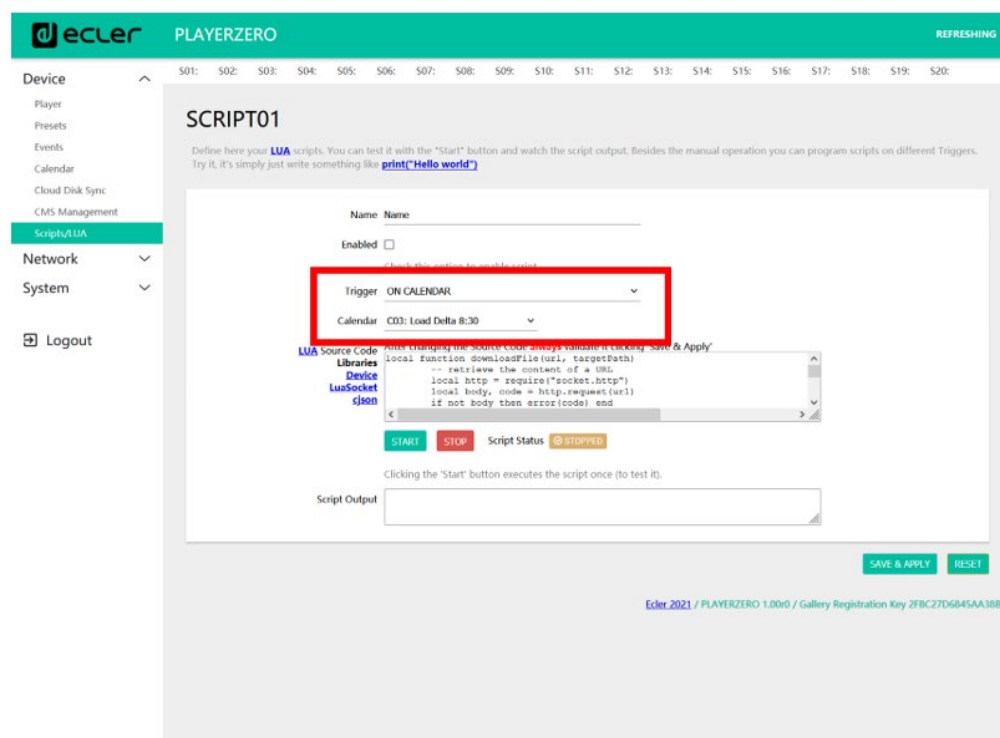 ecler PLAYERZERO REFRESHING
S01: S02: S03: S04: S05: S06: S07: S08: S09: S10: S11: S12: S13: S14: S15: S16: S17: S18: S19: S20:
Device
Player
Presets
Events
Calendar
Cloud Disk Sync
CMS Management
Scripts/LUA
Network
System
Logout
SCRIPT01
Define here your LUA scripts. You can test it with the "Start" button and watch the script output. Besides the manual operation you can program scripts on different Triggers.
Try it, it's simply just write something like print("Hello world")
Name Name
Enabled
Check this option to enable script
Trigger ON CALENDAR
Calendar C03: Load Delta 8:30
After changing the Source Code always validate it clicking 'Save & Apply'
LUA Source Code
Libraries
Device
LuaSocket
cjson
local function downloadFile(url, targetPath)
-- retrieve the content of a URL
local http = require("socket.http")
local body, code = http.request(url)
if not body then error(code) end
START STOP Script Status STOPPED
Clicking the 'Start' button executes the script once (to test it).
Script Output
SAVE & APPLY RESET
Ecler 2021 / PLAYERZERO 1.00r0 / Gallery Registration Key